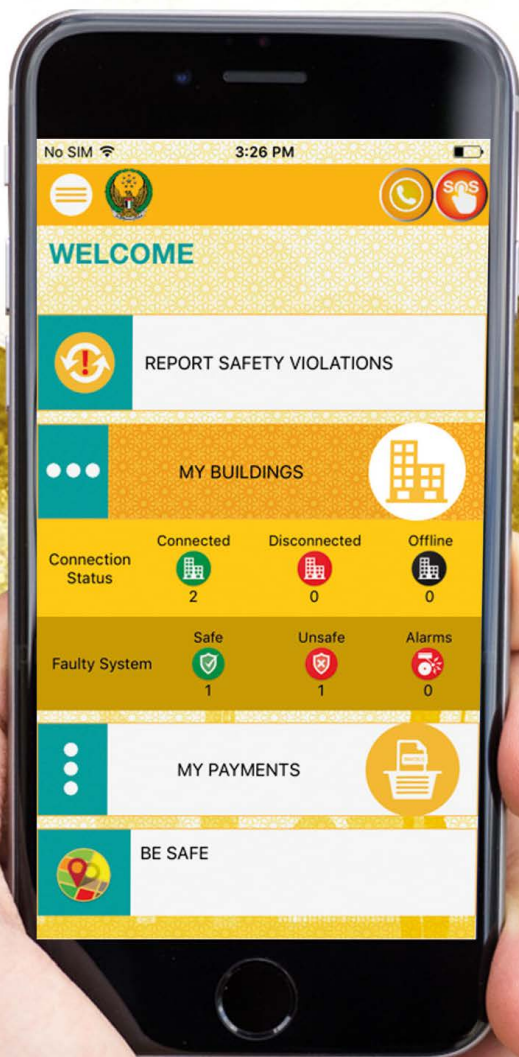 No SIM 3:26 PM
SOS
WELCOME
REPORT SAFETY VIOLATIONS
MY BUILDINGS
Connection
Status
Connected Disconnected Offline
2 0 0
Faulty System
Safe Unsafe Alarms
1 1 0
MY PAYMENTS
BE SAFE